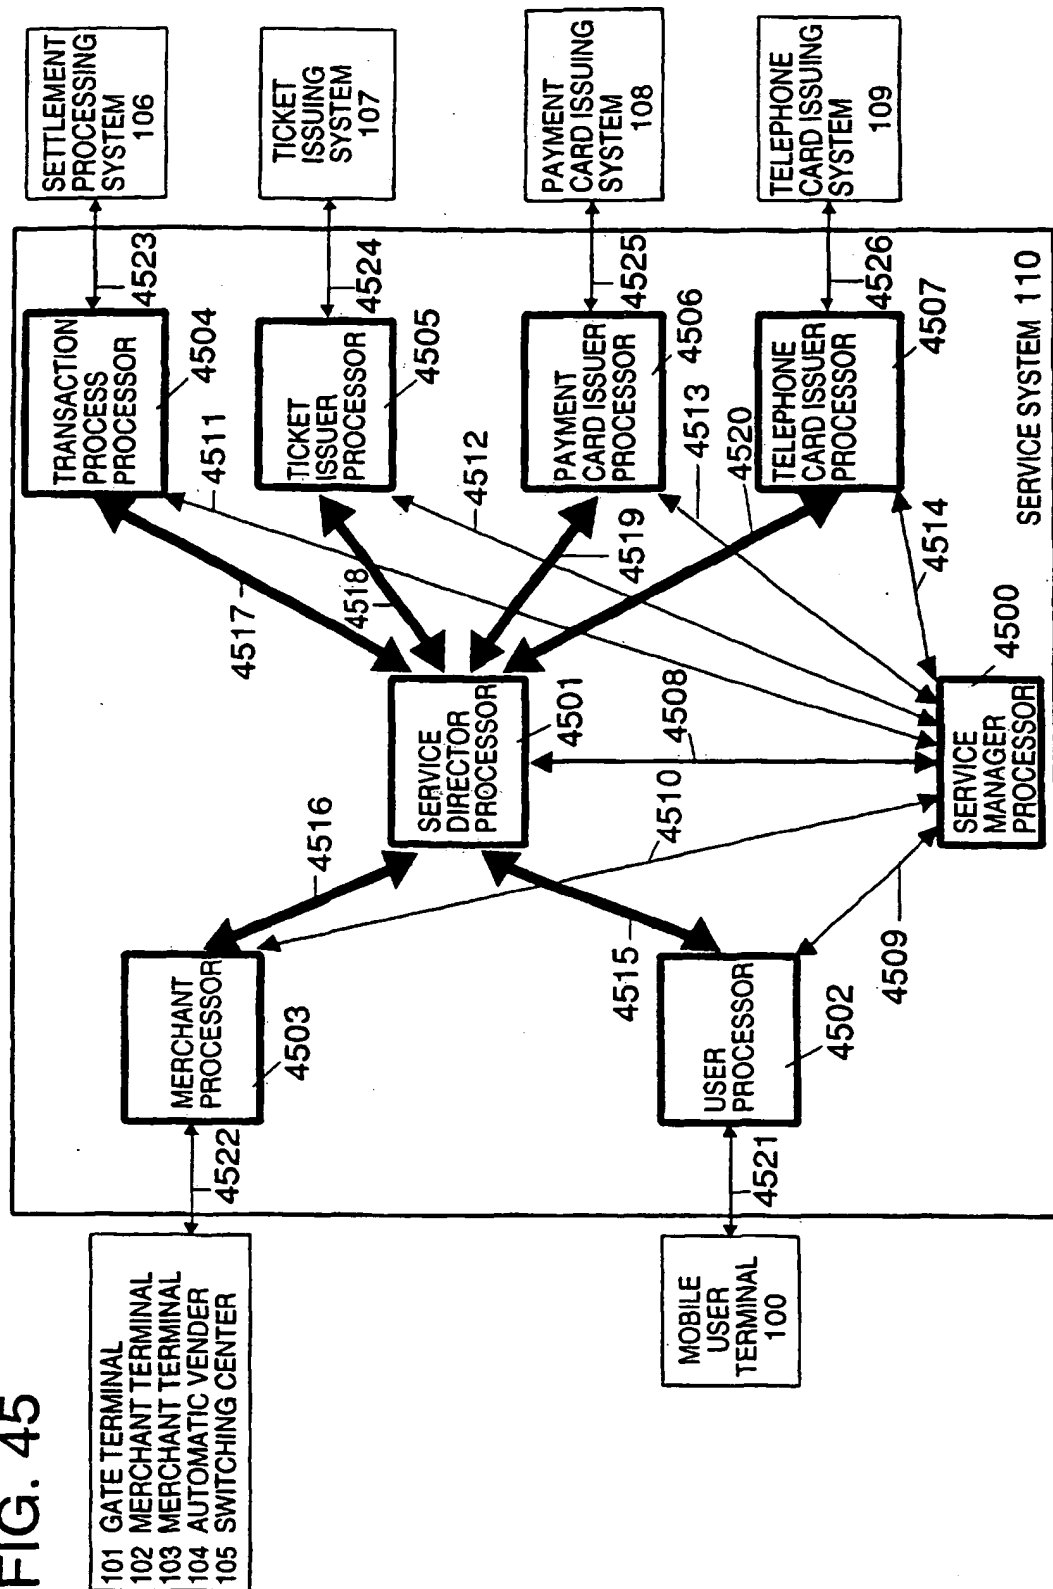 FIG. 45
101 GATE TERMINAL
102 MERCHANT TERMINAL
103 MERCHANT TERMINAL
104 AUTOMATIC VENDER
105 SWITCHING CENTER
MOBILE
USER
TERMINAL
100
4522
4521
MERCHANT
PROCESSOR
4503
USER
PROCESSOR
4502
4516
4515
4509
4510
4508
SERVICE
DIRECTOR
PROCESSOR
4501
SERVICE
MANAGER
PROCESSOR
4500
4517
4518
4519
4520
4511
4512
4513
4514
TRANSACTION
PROCESS
PROCESSOR
4504
TICKET
ISSUER
PROCESSOR
4505
PAYMENT
CARD ISSUER
PROCESSOR
4506
TELEPHONE
CARD ISSUER
PROCESSOR
4507
4523
4524
4525
4526
SERVICE SYSTEM 110
SETTLEMENT
PROCESSING
SYSTEM
106
TICKET
ISSUING
SYSTEM
107
PAYMENT
CARD ISSUING
SYSTEM
108
TELEPHONE
CARD ISSUING
SYSTEM
109